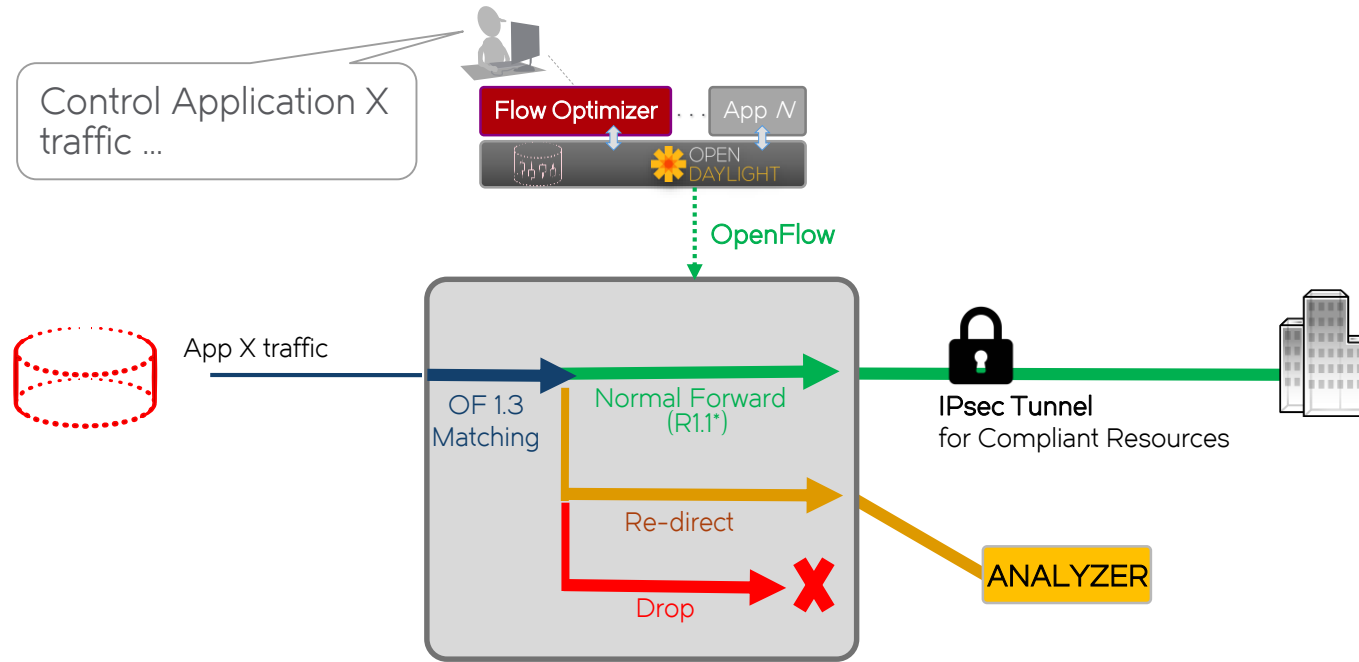 Control Application X
traffic ...
Flow Optimizer
. . .
App N
OPEN
DAYLIGHT
OpenFlow
App X traffic
OF 1.3
Matching
Normal Forward
(R1.1*)
Re-direct
Drop
IPsec Tunnel
for Compliant Resources
ANALYZER